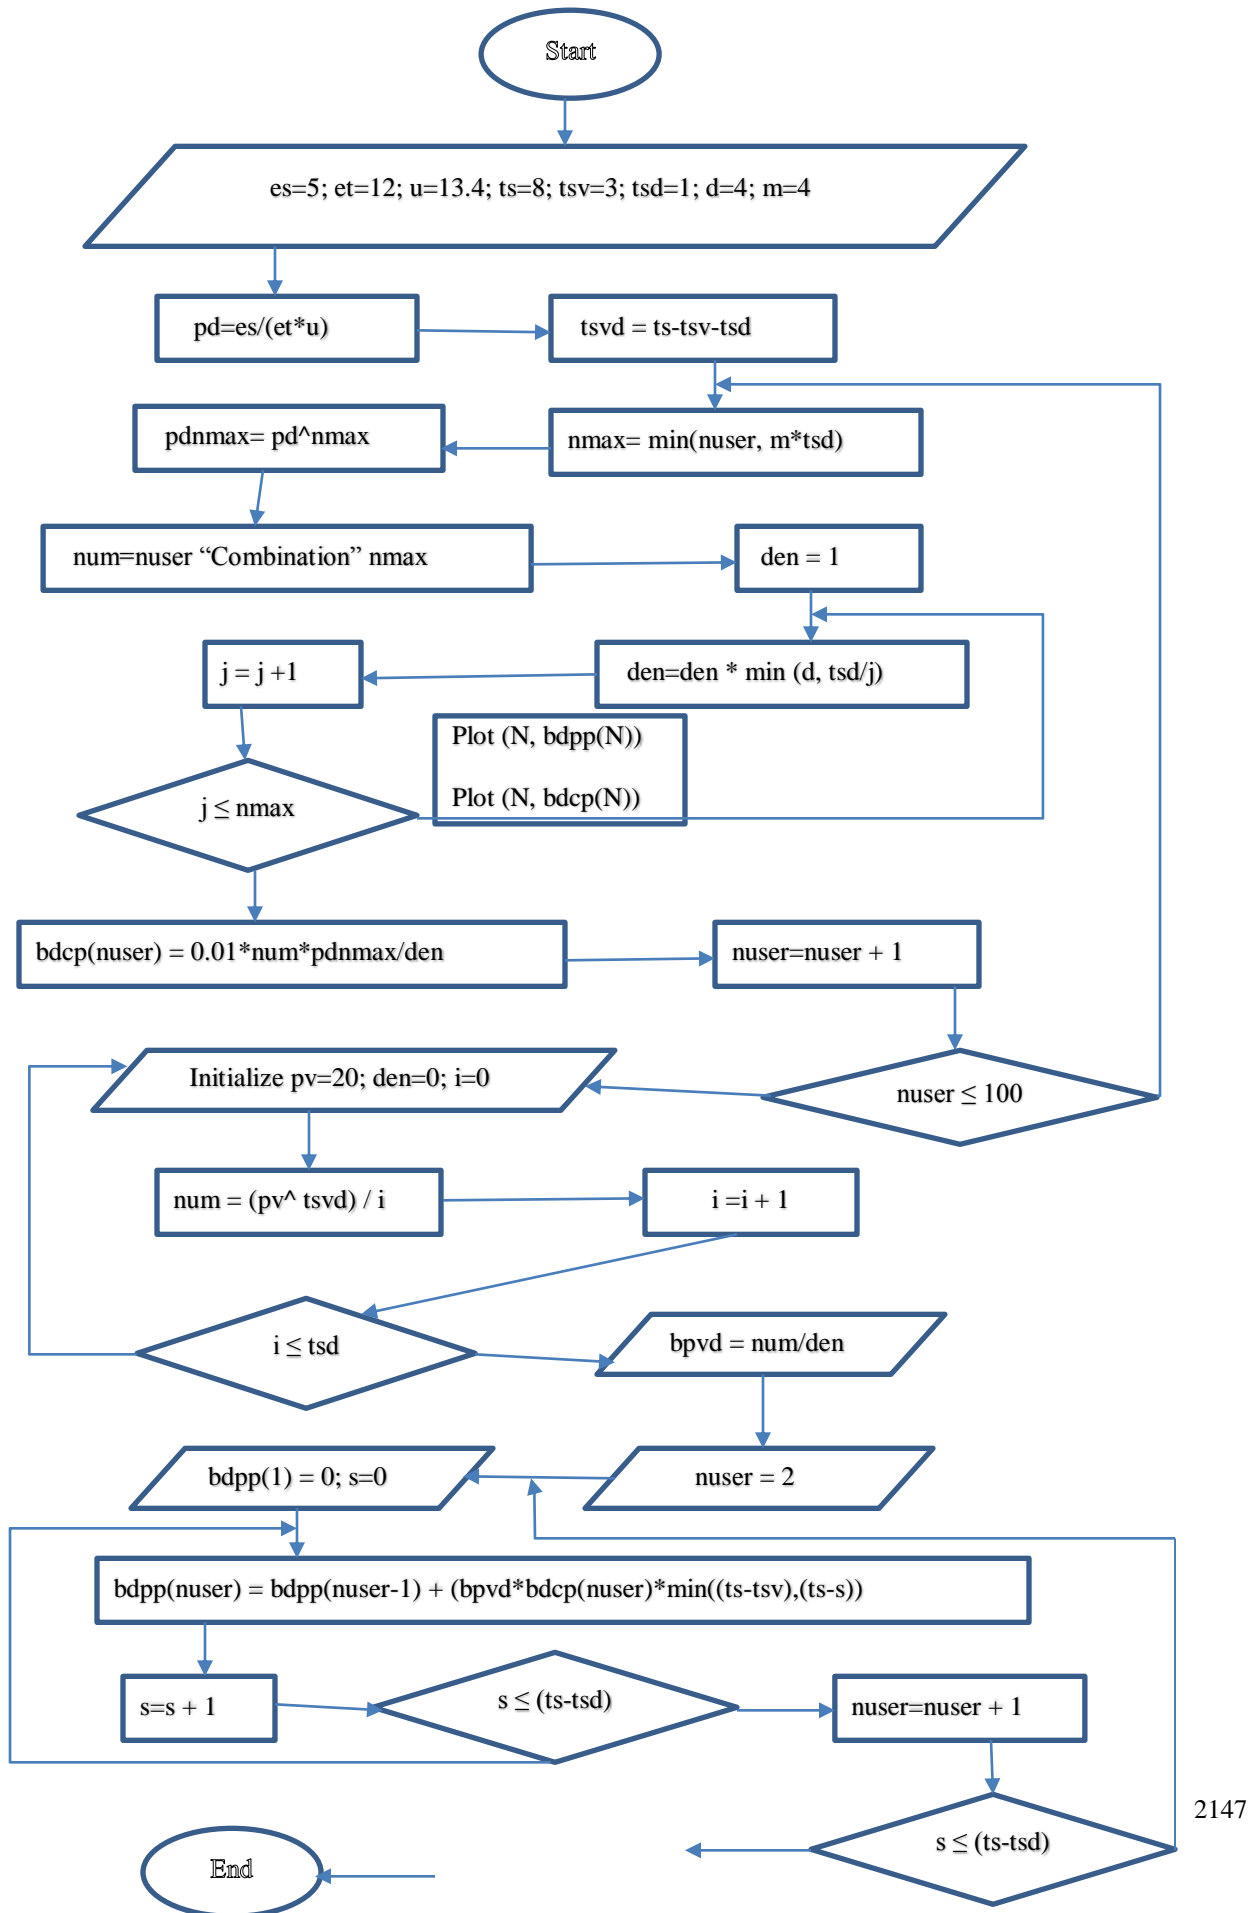 Start
es=5; et=12; u=13.4; ts=8; tsv=3; tsd=1; d=4; m=4
pd=es/(et*u)
tsvd = ts-tsv-tsd
pdnmax= pd^nmax
nmax= min(nuser, m*tsd)
num=nuser “Combination” nmax
den = 1
j = j +1
den=den * min (d, tsd/j)
Plot (N, bdpp(N))
Plot (N, bdcp(N))
j ≤ nmax
bdcp(nuser) = 0.01*num*pdnmax/den
nuser=nuser + 1
Initialize pv=20; den=0; i=0
nuser ≤ 100
num = (pv^ tsvd) / i
i =i + 1
i ≤ tsd
bpvd = num/den
bdpp(1) = 0; s=0
nuser = 2
bdpp(nuser) = bdpp(nuser-1) + (bpvd*bdcp(nuser)*min((ts-tsv),(ts-s))
s=s + 1
s ≤ (ts-tsd)
nuser=nuser + 1
2147
s ≤ (ts-tsd)
End